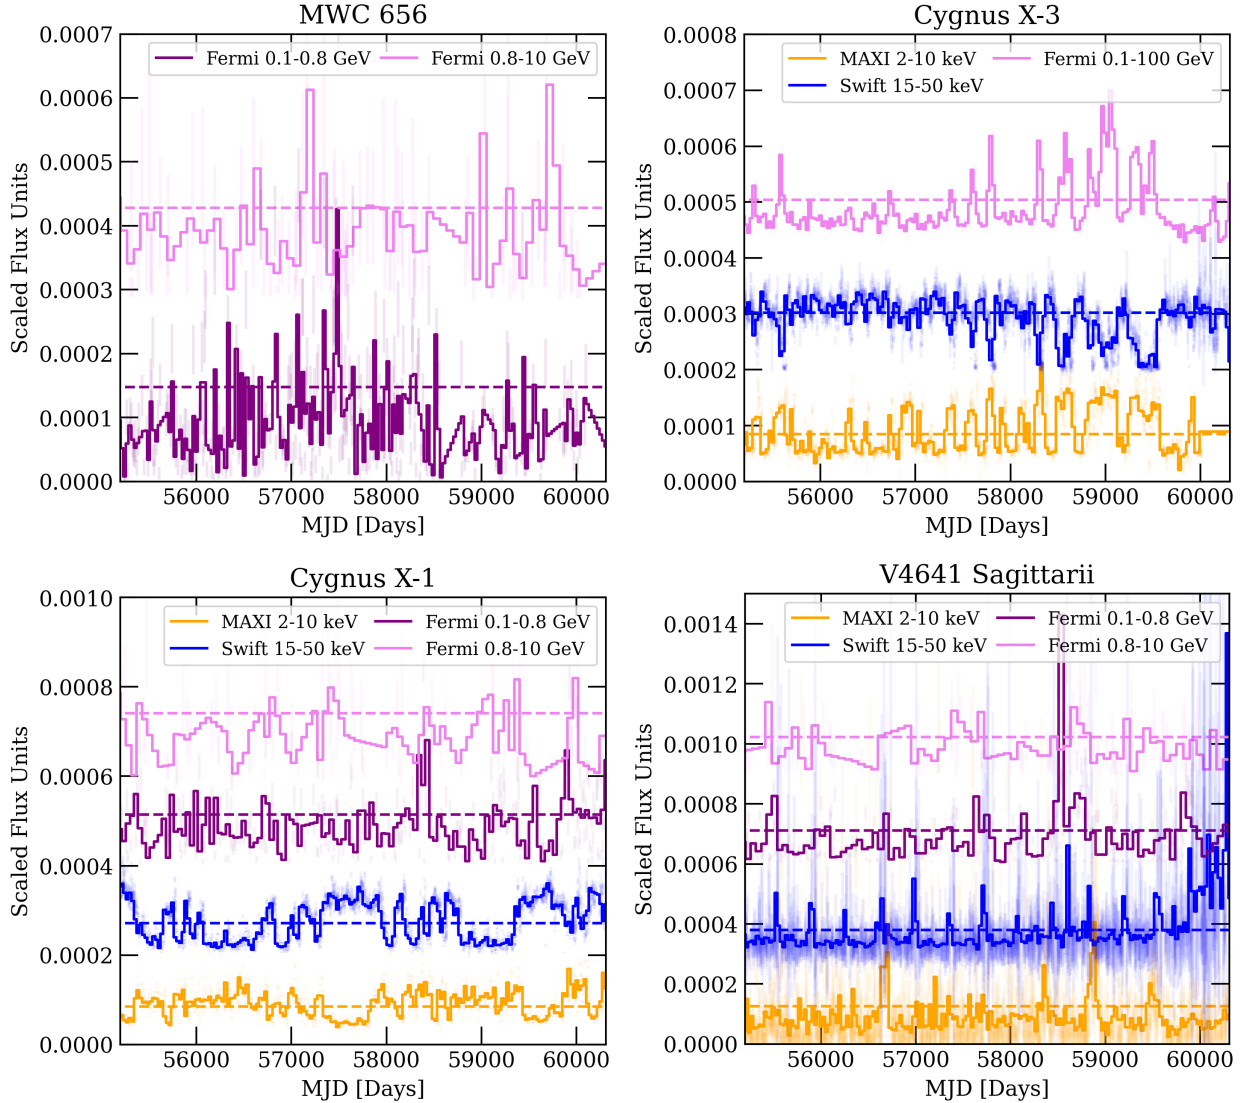 MWC 656
Fermi 0.1-0.8 GeV
Fermi 0.8-10 GeV
Scaled Flux Units
0.0007
0.0006
0.0005
0.0004
0.0003
0.0002
0.0001
0.0000
56000 57000 58000 59000 60000
MJD [Days]
Cygnus X-3
MAXI 2-10 keV
Swift 15-50 keV
Fermi 0.1-100 GeV
Scaled Flux Units
0.0008
0.0007
0.0006
0.0005
0.0004
0.0003
0.0002
0.0001
0.0000
56000 57000 58000 59000 60000
MJD [Days]
Cygnus X-1
MAXI 2-10 keV
Swift 15-50 keV
Fermi 0.1-0.8 GeV
Fermi 0.8-10 GeV
Scaled Flux Units
0.0010
0.0008
0.0006
0.0004
0.0002
0.0000
56000 57000 58000 59000 60000
MJD [Days]
V4641 Sagittarii
MAXI 2-10 keV
Swift 15-50 keV
Fermi 0.1-0.8 GeV
Fermi 0.8-10 GeV
Scaled Flux Units
0.0014
0.0012
0.0010
0.0008
0.0006
0.0004
0.0002
0.0000
56000 57000 58000 59000 60000
MJD [Days]